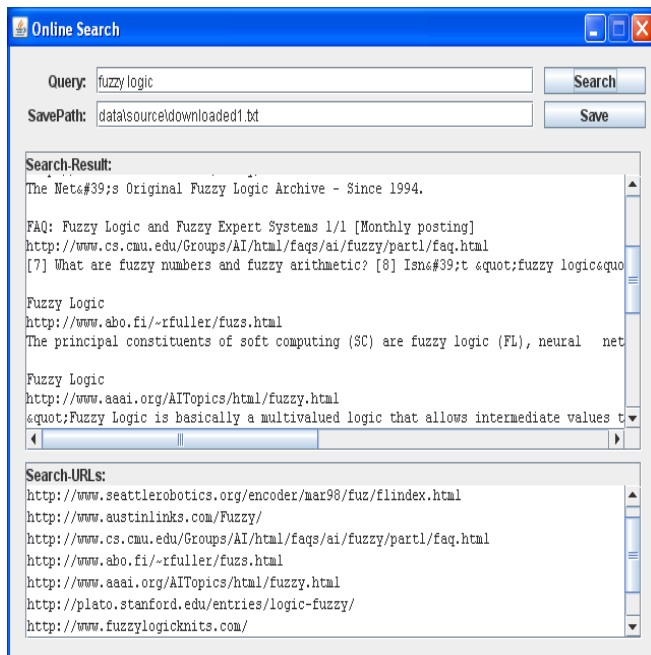 Online Search
Query: fuzzy logic Search
SavePath: data\source\downloaded1.txt Save
Search-Result:
The Net&#39;s Original Fuzzy Logic Archive - Since 1994.
FAQ: Fuzzy Logic and Fuzzy Expert Systems 1/1 [Monthly posting]
http://www.cs.cmu.edu/Groups/AI/html/faqs/ai/fuzzy/part1/faq.html
[7] What are fuzzy numbers and fuzzy arithmetic? [8] Isn&#39;t &quot;fuzzy logic&quo
Fuzzy Logic
http://www.abo.fi/~rfuller/fuzs.html
The principal constituents of soft computing (SC) are fuzzy logic (FL), neural net
Fuzzy Logic
http://www.aaai.org/AITopics/html/fuzzy.html
&quot;Fuzzy Logic is basically a multivalued logic that allows intermediate values t
Search-URLs:
http://www.seattlerobotics.org/encoder/mar98/fuz/flindex.html
http://www.austinlinks.com/Fuzzy/
http://www.cs.cmu.edu/Groups/AI/html/faqs/ai/fuzzy/part1/faq.html
http://www.abo.fi/~rfuller/fuzs.html
http://www.aaai.org/AITopics/html/fuzzy.html
http://plato.stanford.edu/entries/logic-fuzzy/
http://www.fuzzylogicknits.com/